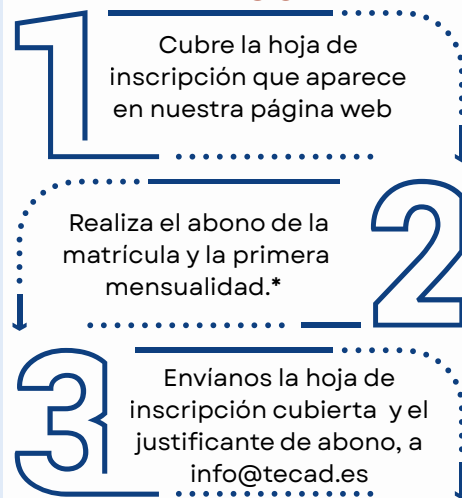 1
Cubre la hoja de
inscripción que aparece
en nuestra página web
Realiza el abono de la
matrícula y la primera
mensualidad.*
2
3
Envíanos la hoja de
inscripción cubierta y el
justificante de abono, a
info@tecad.es